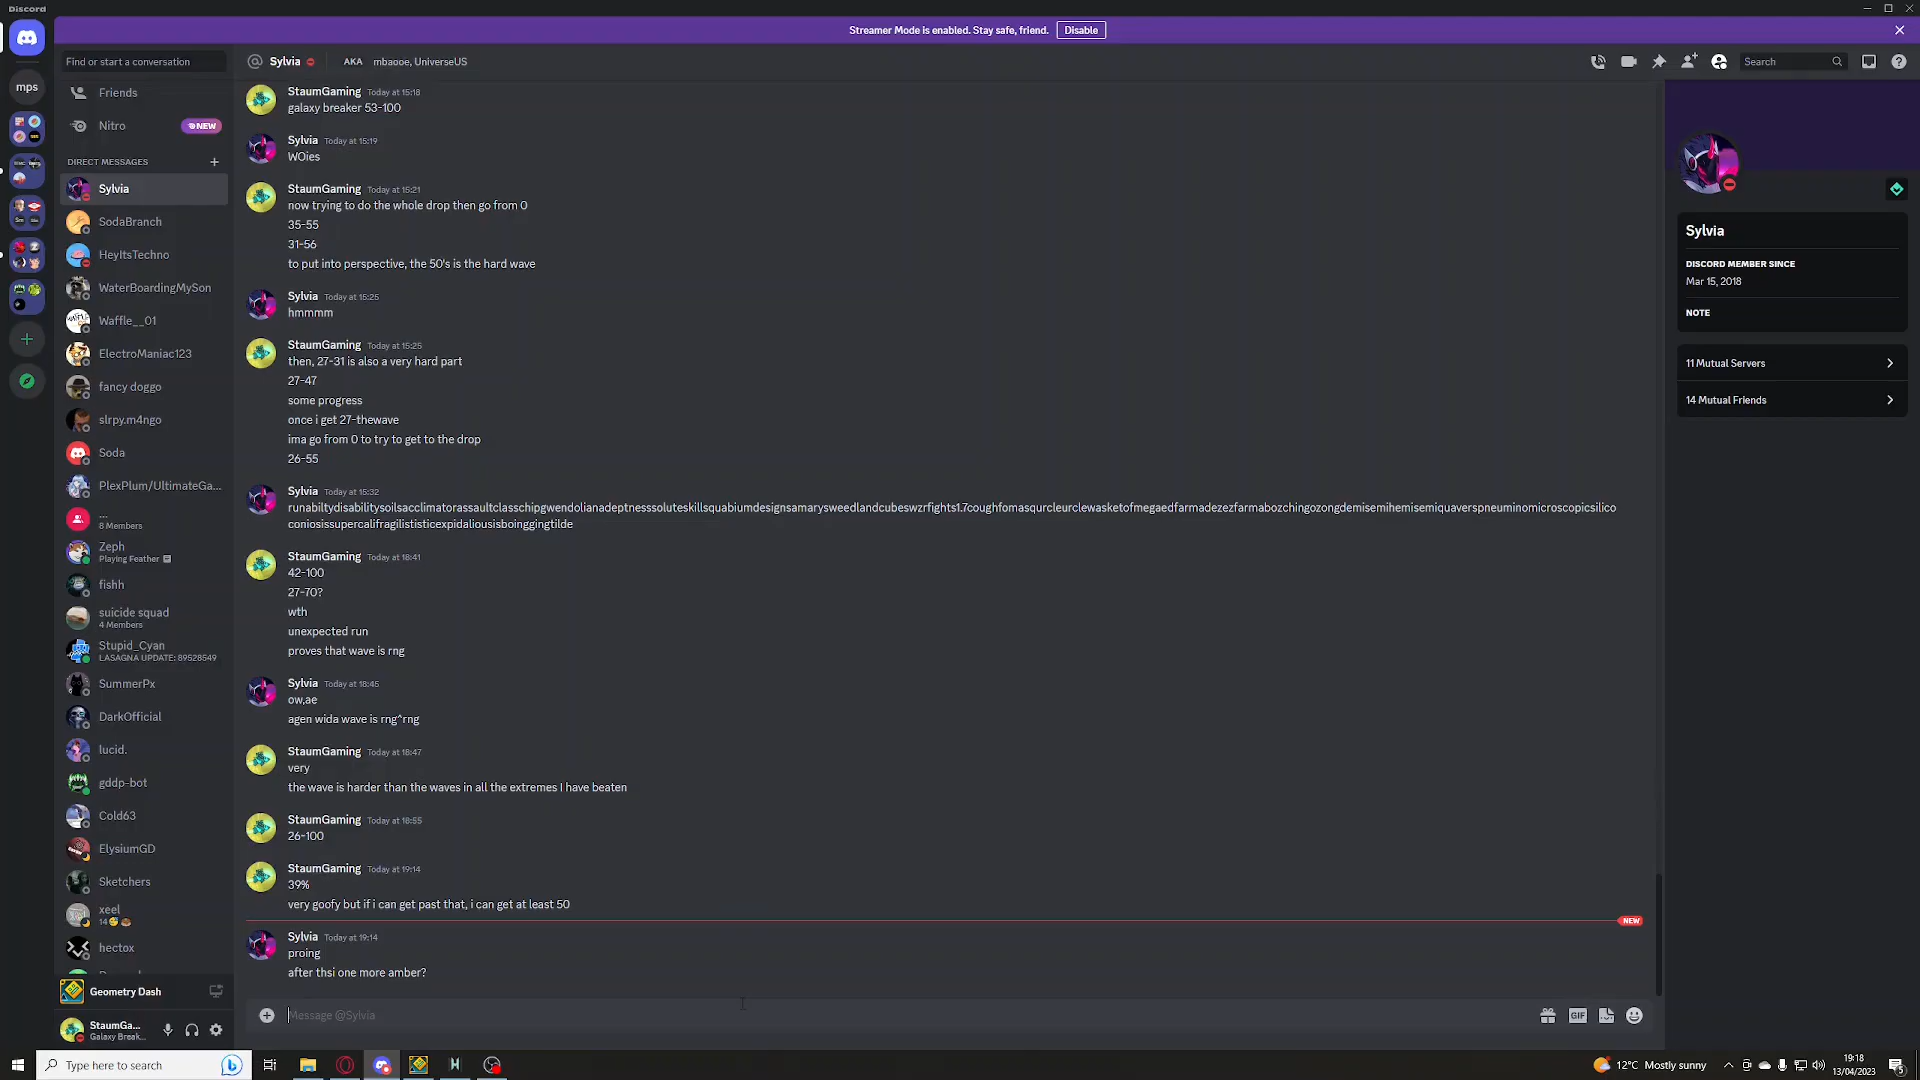 Discord
Streamer Mode is enabled. Stay safe, friend. Disable
mps
Find or start a conversation
Friends
Nitro NEW
DIRECT MESSAGES
Sylvia
SodaBranch
HeyItsTechno
WaterBoardingMySon
Waffle__01
ElectroManiac123
fancy doggo
slrpy.m4ngo
Soda
PlexPlum/UltimateGa...
...
8 Members
Zeph
Playing Feather
fishh
suicide squad
4 Members
Stupid_Cyan
LASAGNA UPDATE: 89528549
SummerPx
DarkOfficial
lucid.
gddp-bot
Cold63
ElysiumGD
Sketchers
xeel
14
hectox
Geometry Dash
StaumGa...
Galaxy Break...
@ Sylvia AKA mbaooe, UniverseUS
Search
StaumGaming Today at 15:18
galaxy breaker 53-100
Sylvia Today at 15:19
WOies
StaumGaming Today at 15:21
now trying to do the whole drop then go from 0
35-55
31-56
to put into perspective, the 50's is the hard wave
Sylvia Today at 15:25
hmmmm
StaumGaming Today at 15:25
then, 27-31 is also a very hard part
27-47
some progress
once i get 27-thewave
ima go from 0 to try to get to the drop
26-55
Sylvia Today at 15:32
runabiltydisabilitysoilsacclimatorassaultclasschipgwendolianadeptnesssoluteskillsquabiumdesignsamarysweedlandcubeswzrfights1.7coughfomasqurcleurclewasketofmegaedfarmadezezfarmabozchingozongdemisemihemisemiquaverspneuminomicroscopicsilico
coniosissupercalifragilististicexpidaliousisboinggingtilde
StaumGaming Today at 18:41
42-100
27-70?
wth
unexpected run
proves that wave is rng
Sylvia Today at 18:45
ow,ae
agen wida wave is rng^rng
StaumGaming Today at 18:47
very
the wave is harder than the waves in all the extremes I have beaten
StaumGaming Today at 18:55
26-100
StaumGaming Today at 19:14
39%
very goofy but if i can get past that, i can get at least 50
NEW
Sylvia Today at 19:14
proing
after thsi one more amber?
Message @Sylvia
GIF
Sylvia
DISCORD MEMBER SINCE
Mar 15, 2018
NOTE
11 Mutual Servers
14 Mutual Friends
Type here to search
12°C Mostly sunny
19:18
13/04/2023
5